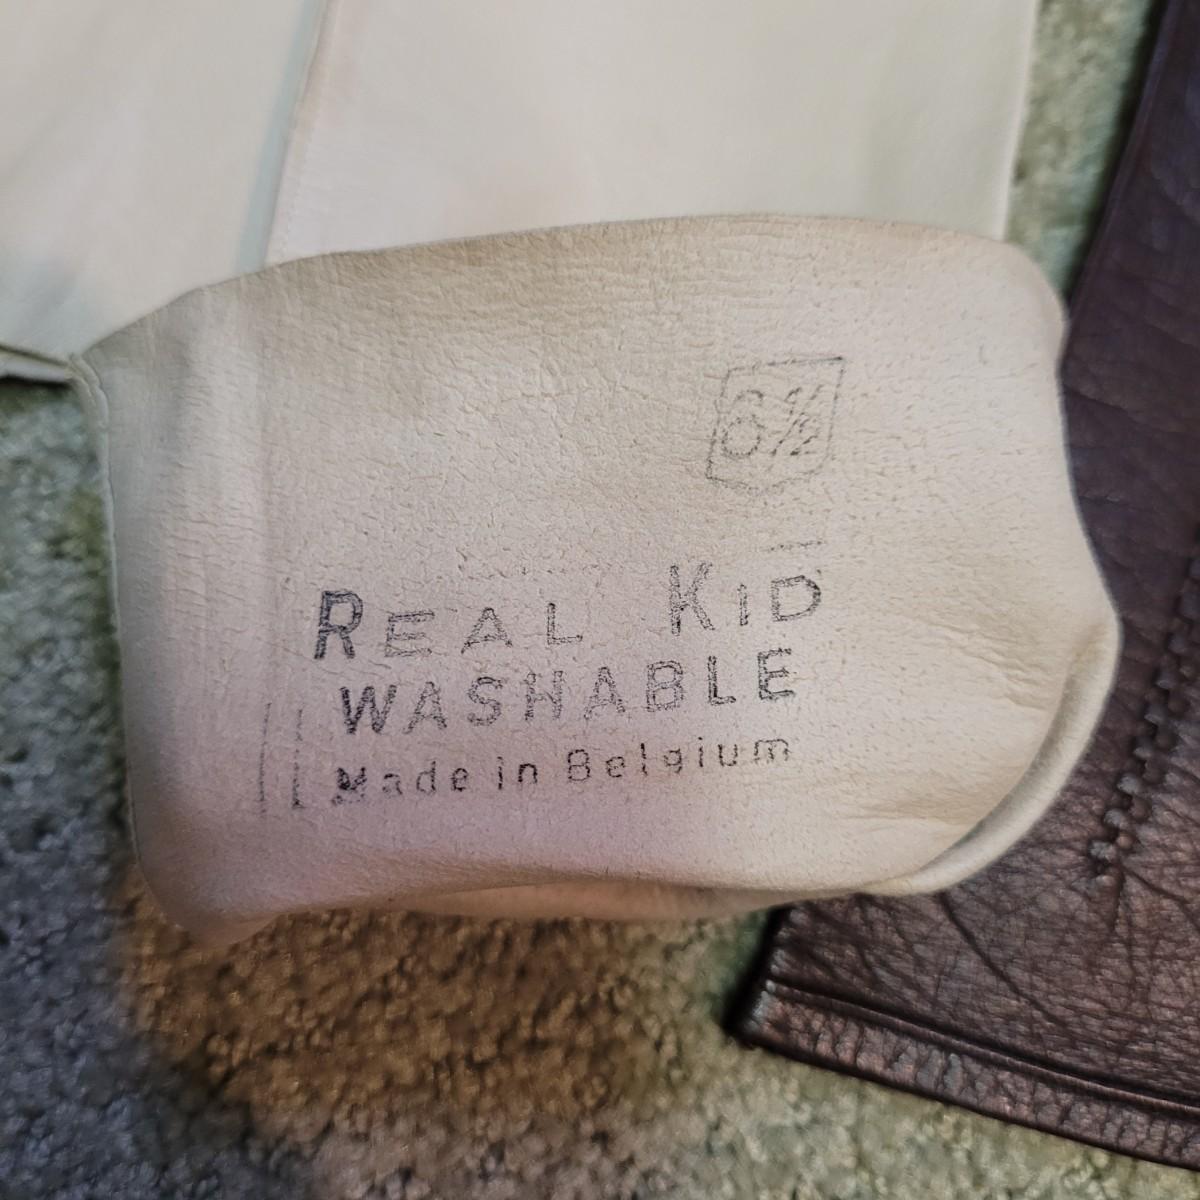 6½
REAL KiD
WASHABLE
Made in Belgium